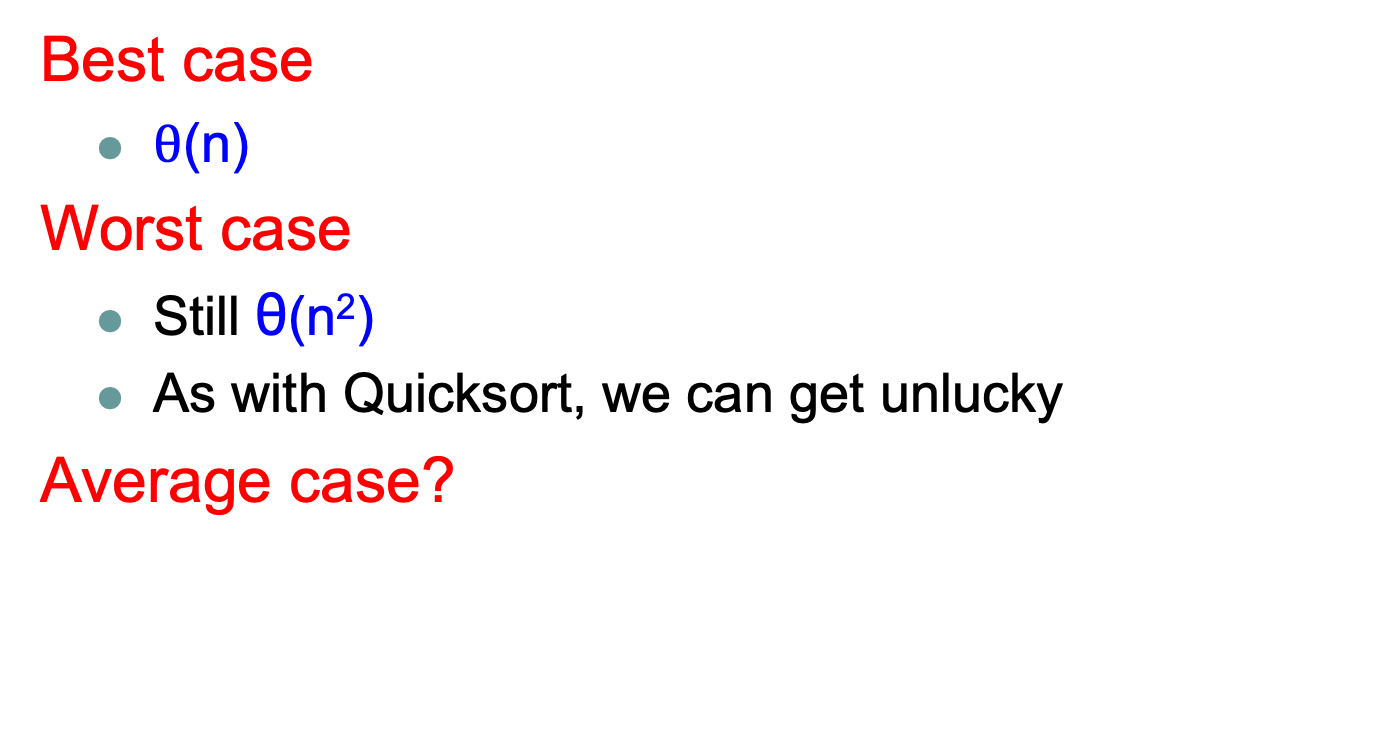 Best case
• θ(n)
Worst case
• Still θ(n²)
• As with Quicksort, we can get unlucky
Average case?